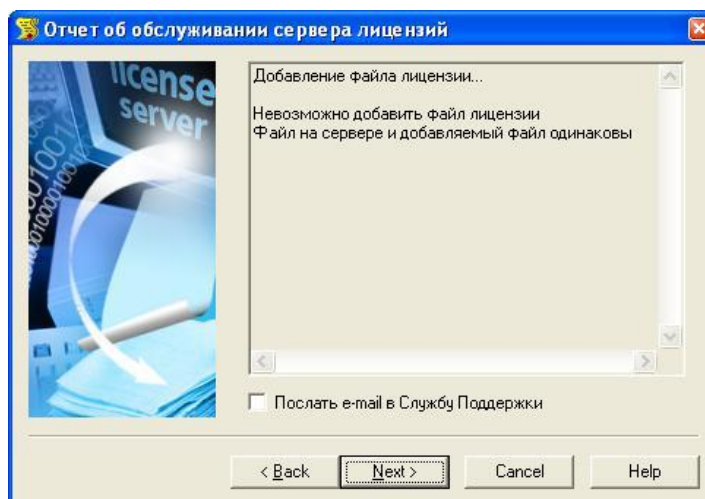 Отчет об обслуживании сервера лицензий
license
server
Добавление файла лицензии...
Невозможно добавить файл лицензии
Файл на сервере и добавляемый файл одинаковы
Послать e-mail в Службу Поддержки
< Back
Next >
Cancel
Help